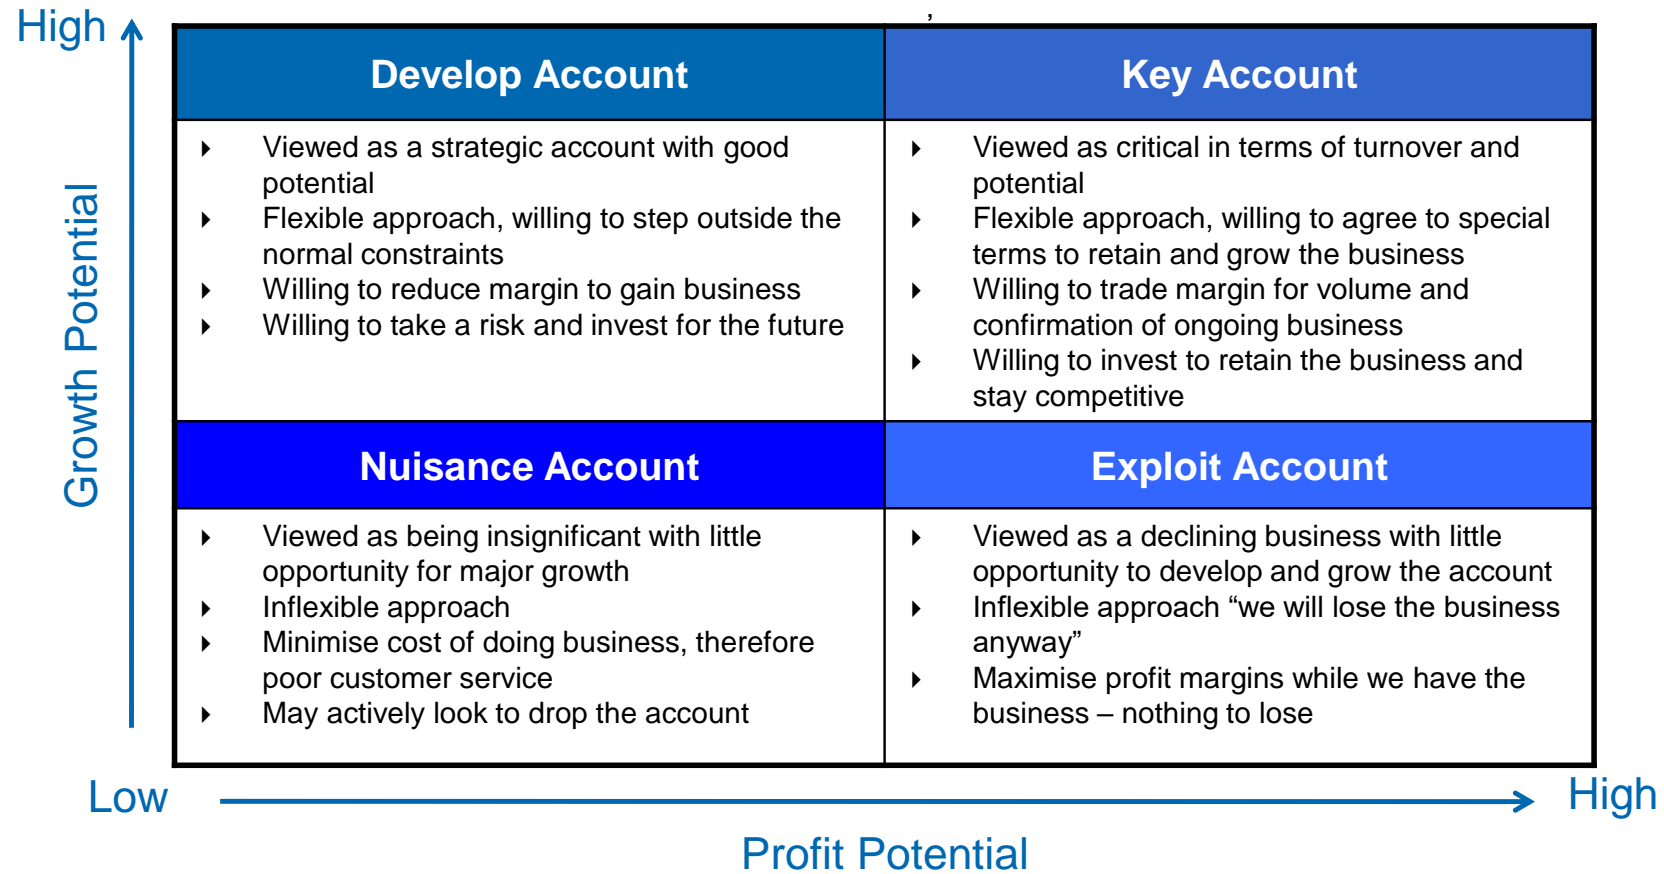 High
,
Develop Account
Key Account
‣ Viewed as a strategic account with good
potential
‣ Flexible approach, willing to step outside the
normal constraints
‣ Willing to reduce margin to gain business
‣ Willing to take a risk and invest for the future
‣ Viewed as critical in terms of turnover and
potential
‣ Flexible approach, willing to agree to special
terms to retain and grow the business
‣ Willing to trade margin for volume and
confirmation of ongoing business
‣ Willing to invest to retain the business and
stay competitive
Growth Potential
Nuisance Account
Exploit Account
‣ Viewed as being insignificant with little
opportunity for major growth
‣ Inflexible approach
‣ Minimise cost of doing business, therefore
poor customer service
‣ May actively look to drop the account
‣ Viewed as a declining business with little
opportunity to develop and grow the account
‣ Inflexible approach “we will lose the business
anyway”
‣ Maximise profit margins while we have the
business – nothing to lose
Low
High
Profit Potential